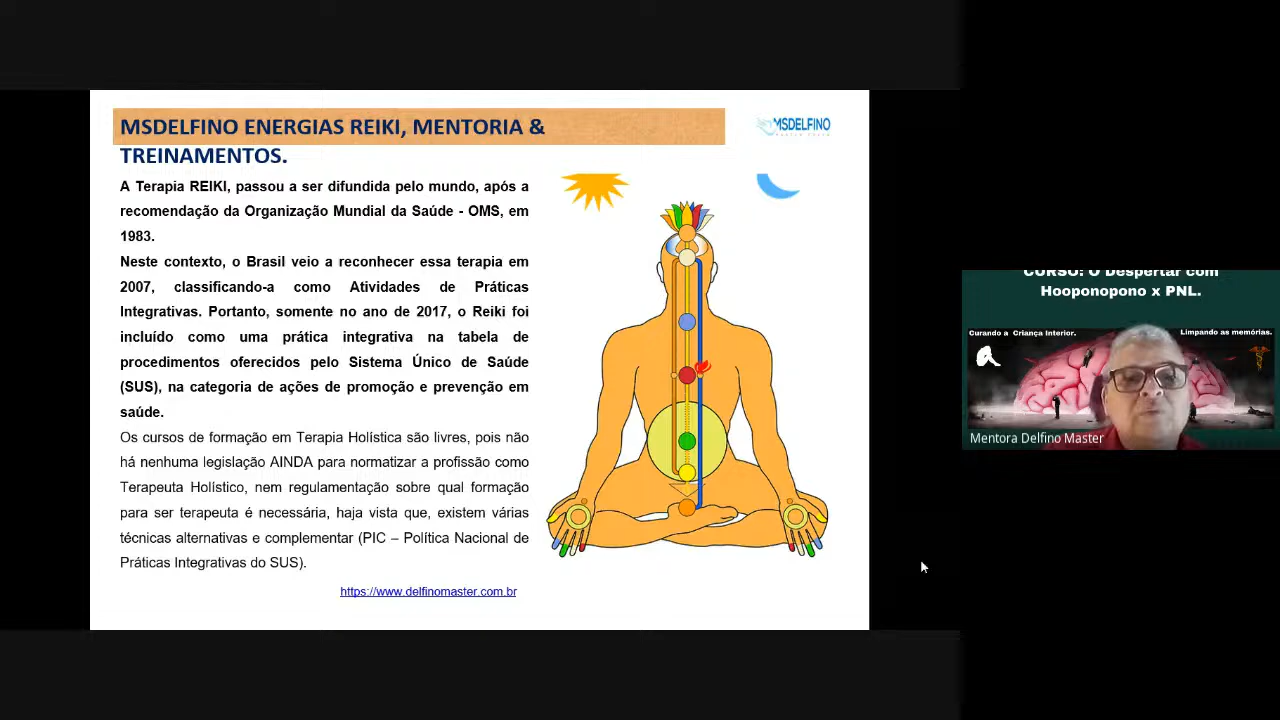 MSDELFINO ENERGIAS REIKI, MENTORIA &
TREINAMENTOS.
MSDELFINO
A Terapia REIKI, passou a ser difundida pelo mundo, após a
recomendação da Organização Mundial da Saúde - OMS, em
1983.
Neste contexto, o Brasil veio a reconhecer essa terapia em
2007, classificando-a como Atividades de Práticas
Integrativas. Portanto, somente no ano de 2017, o Reiki foi
incluído como uma prática integrativa na tabela de
procedimentos oferecidos pelo Sistema Único de Saúde
(SUS), na categoria de ações de promoção e prevenção em
saúde.
Os cursos de formação em Terapia Holística são livres, pois não
há nenhuma legislação AINDA para normatizar a profissão como
Terapeuta Holístico, nem regulamentação sobre qual formação
para ser terapeuta é necessária, haja vista que, existem várias
técnicas alternativas e complementar (PIC – Política Nacional de
Práticas Integrativas do SUS).
https://www.delfinomaster.com.br
CURSO: O Despertar com
Hooponopono x PNL.
Curando a Criança Interior.
Limpando as memórias.
Mentora Delfino Master